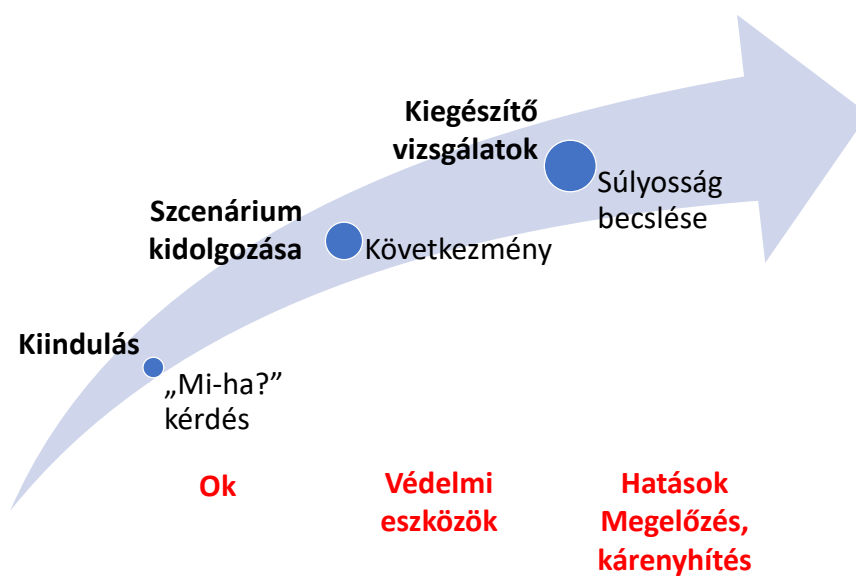 Kiegészítő
vizsgálatok
Súlyosság
becslése
Szcenárium
kidolgozása
Következmény
Kiindulás
„Mi-ha?”
kérdés
Ok
Védelmi
eszközök
Hatások
Megelőzés,
kárenyhítés